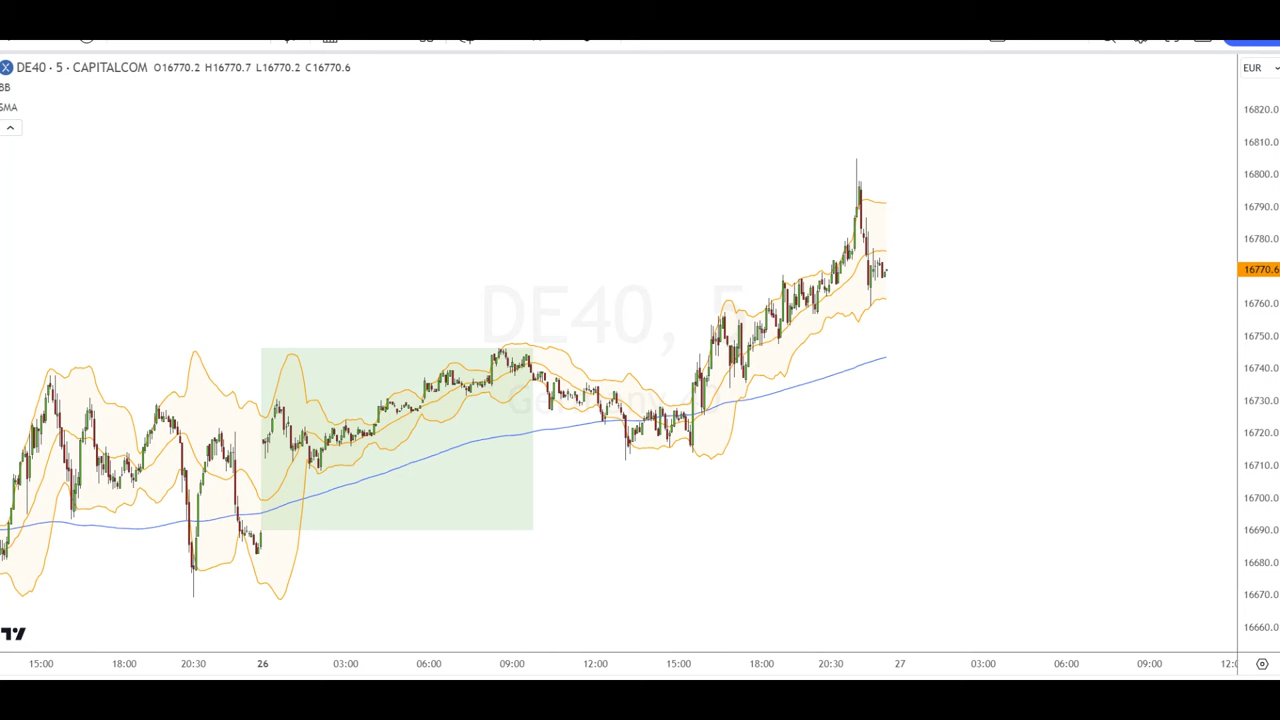 DE40 · 5 · CAPITALCOM O16770.2 H16770.7 L16770.2 C16770.6
EUR
BB
SMA
16820.0
16810.0
16800.0
16790.0
16780.0
16770.6
16760.0
16750.0
16740.0
16730.0
16720.0
16710.0
16700.0
16690.0
16680.0
16670.0
16660.0
DE40, 5
Germany 40
15:00 18:00 20:30 26 03:00 06:00 09:00 12:00 15:00 18:00 20:30 27 03:00 06:00 09:00